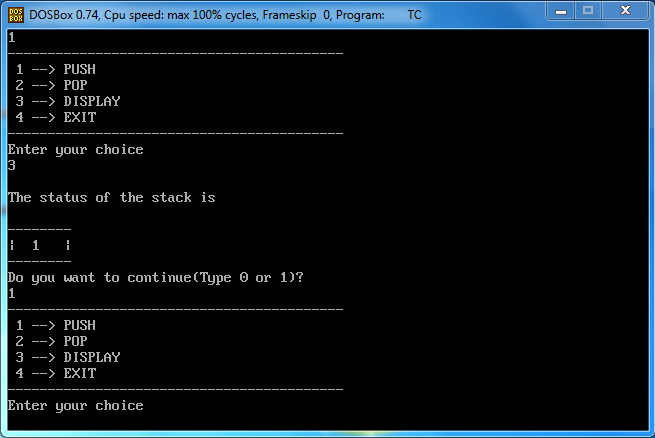 DOSBox 0.74, Cpu speed: max 100% cycles, Frameskip 0, Program: TC
1
------------------------------------------
1 --> PUSH
2 --> POP
3 --> DISPLAY
4 --> EXIT
------------------------------------------
Enter your choice
3
The status of the stack is
--------
¦ 1 ¦
--------
Do you want to continue(Type 0 or 1)?
1
------------------------------------------
1 --> PUSH
2 --> POP
3 --> DISPLAY
4 --> EXIT
------------------------------------------
Enter your choice